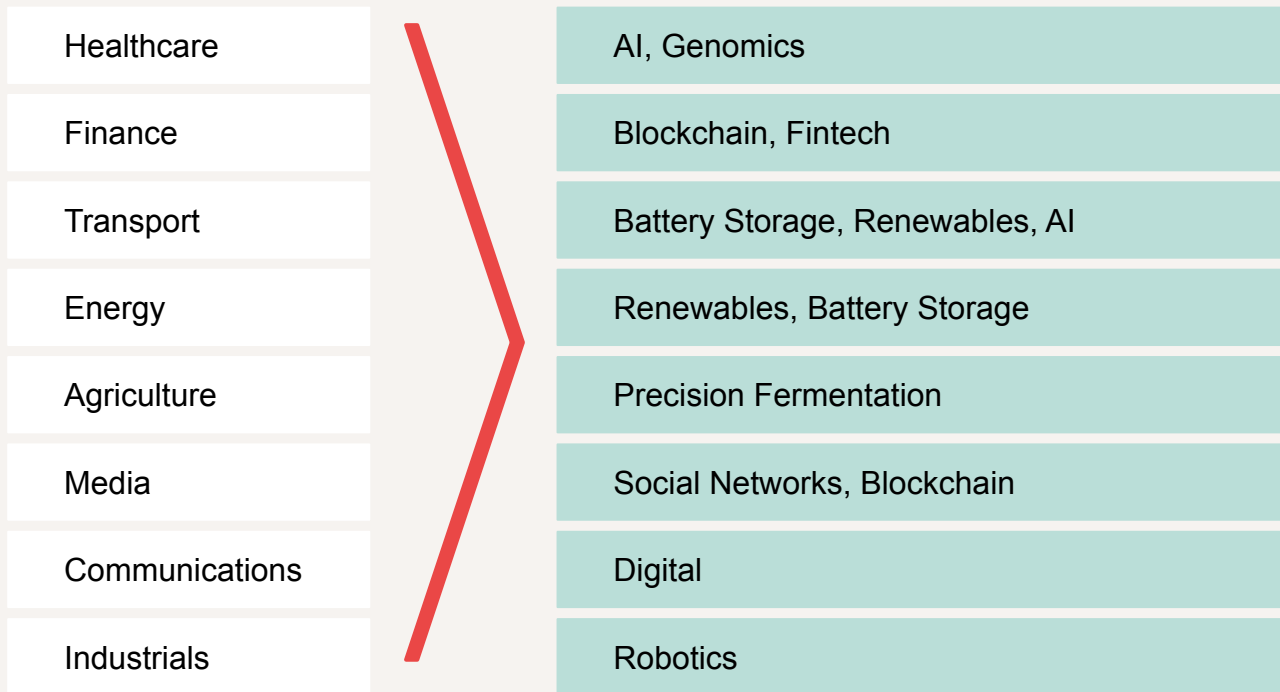 Healthcare
AI, Genomics
Finance
Blockchain, Fintech
Transport
Battery Storage, Renewables, AI
Energy
Renewables, Battery Storage
Agriculture
Precision Fermentation
Media
Social Networks, Blockchain
Communications
Digital
Industrials
Robotics